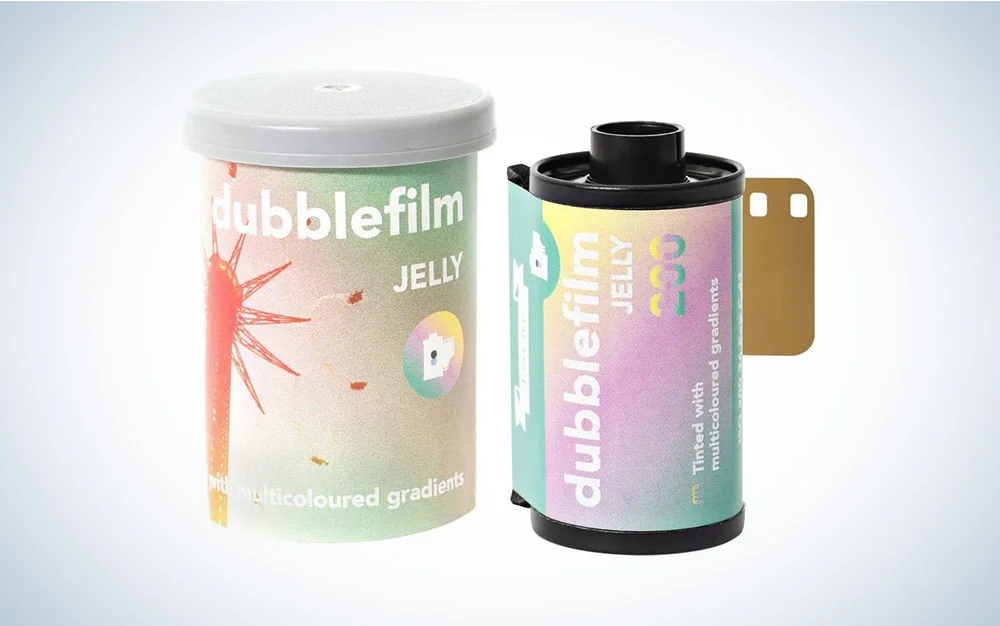 dubblefilm
JELLY
with multicoloured gradients
dubblefilm
JELLY
200
Tinted with
multicoloured gradients